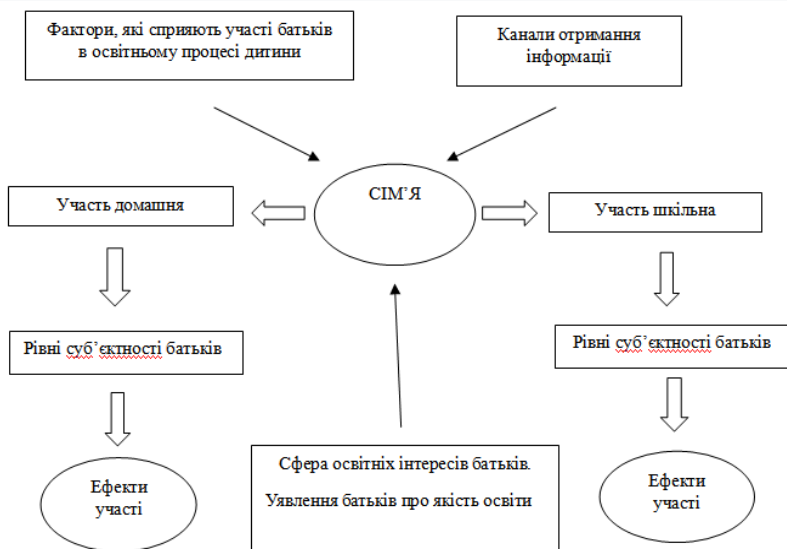 Фактори, які сприяють участі батьків
в освітньому процесі дитини
Канали отримання
інформації
СІМ’Я
Участь домашня
Участь шкільна
Рівні суб’єктності батьків
Рівні суб’єктності батьків
Сфера освітніх інтересів батьків.
Уявлення батьків про якість освіти
Ефекти
участі
Ефекти
участі